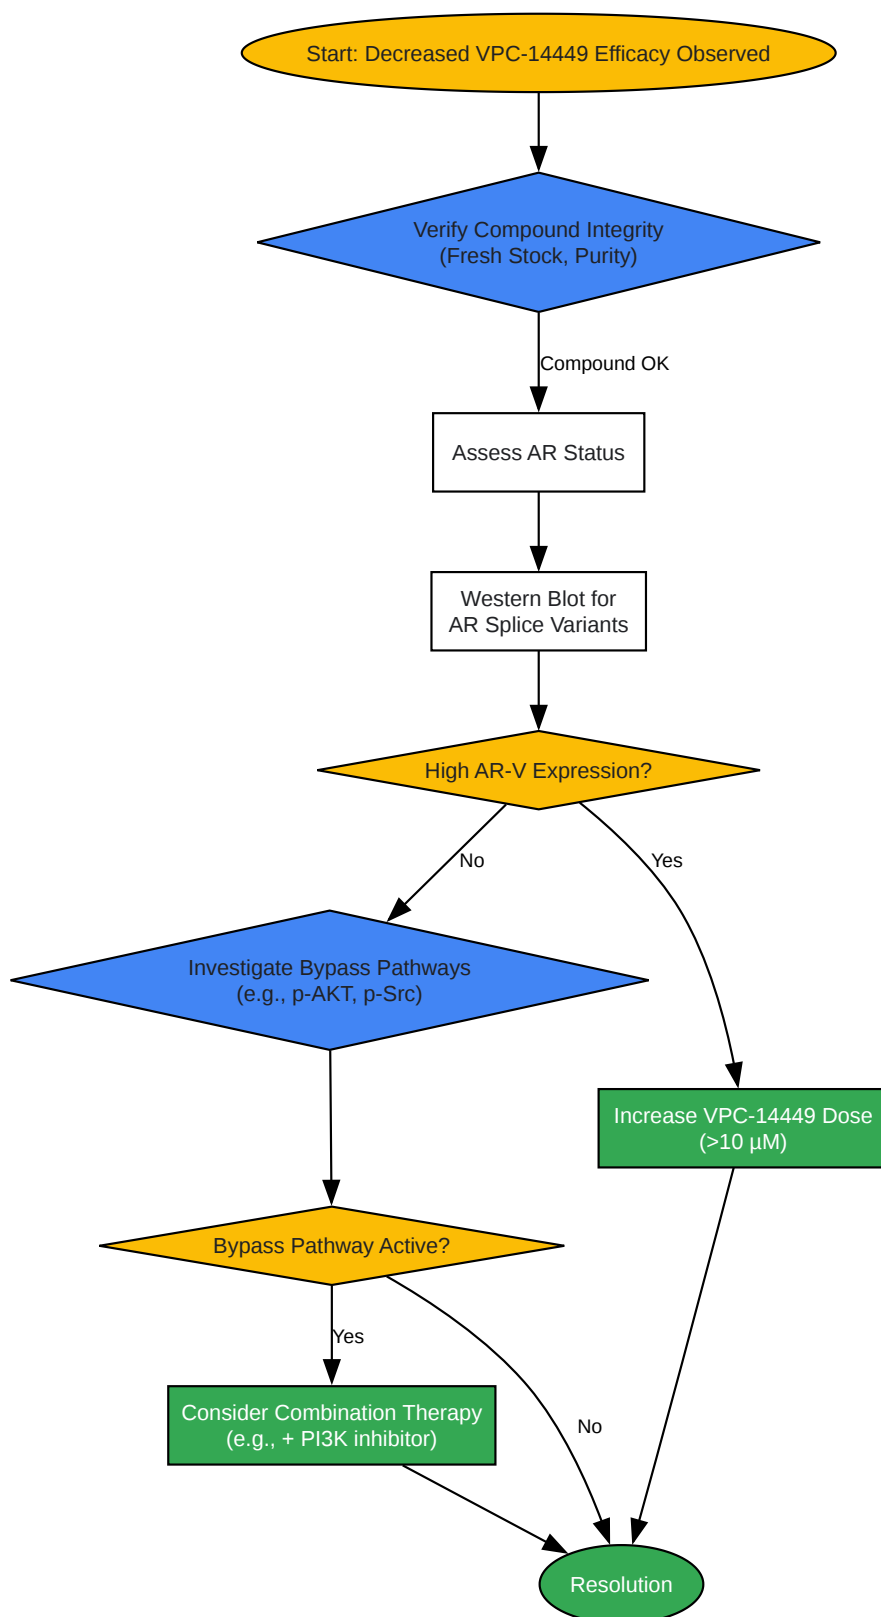 Start: Decreased VPC-14449 Efficacy Observed
Verify Compound Integrity
(Fresh Stock, Purity)
Compound OK
Assess AR Status
Western Blot for
AR Splice Variants
High AR-V Expression?
No
Yes
Investigate Bypass Pathways
(e.g., p-AKT, p-Src)
Increase VPC-14449 Dose
(>10 µM)
Bypass Pathway Active?
Yes
Consider Combination Therapy
(e.g., + PI3K inhibitor)
No
Resolution